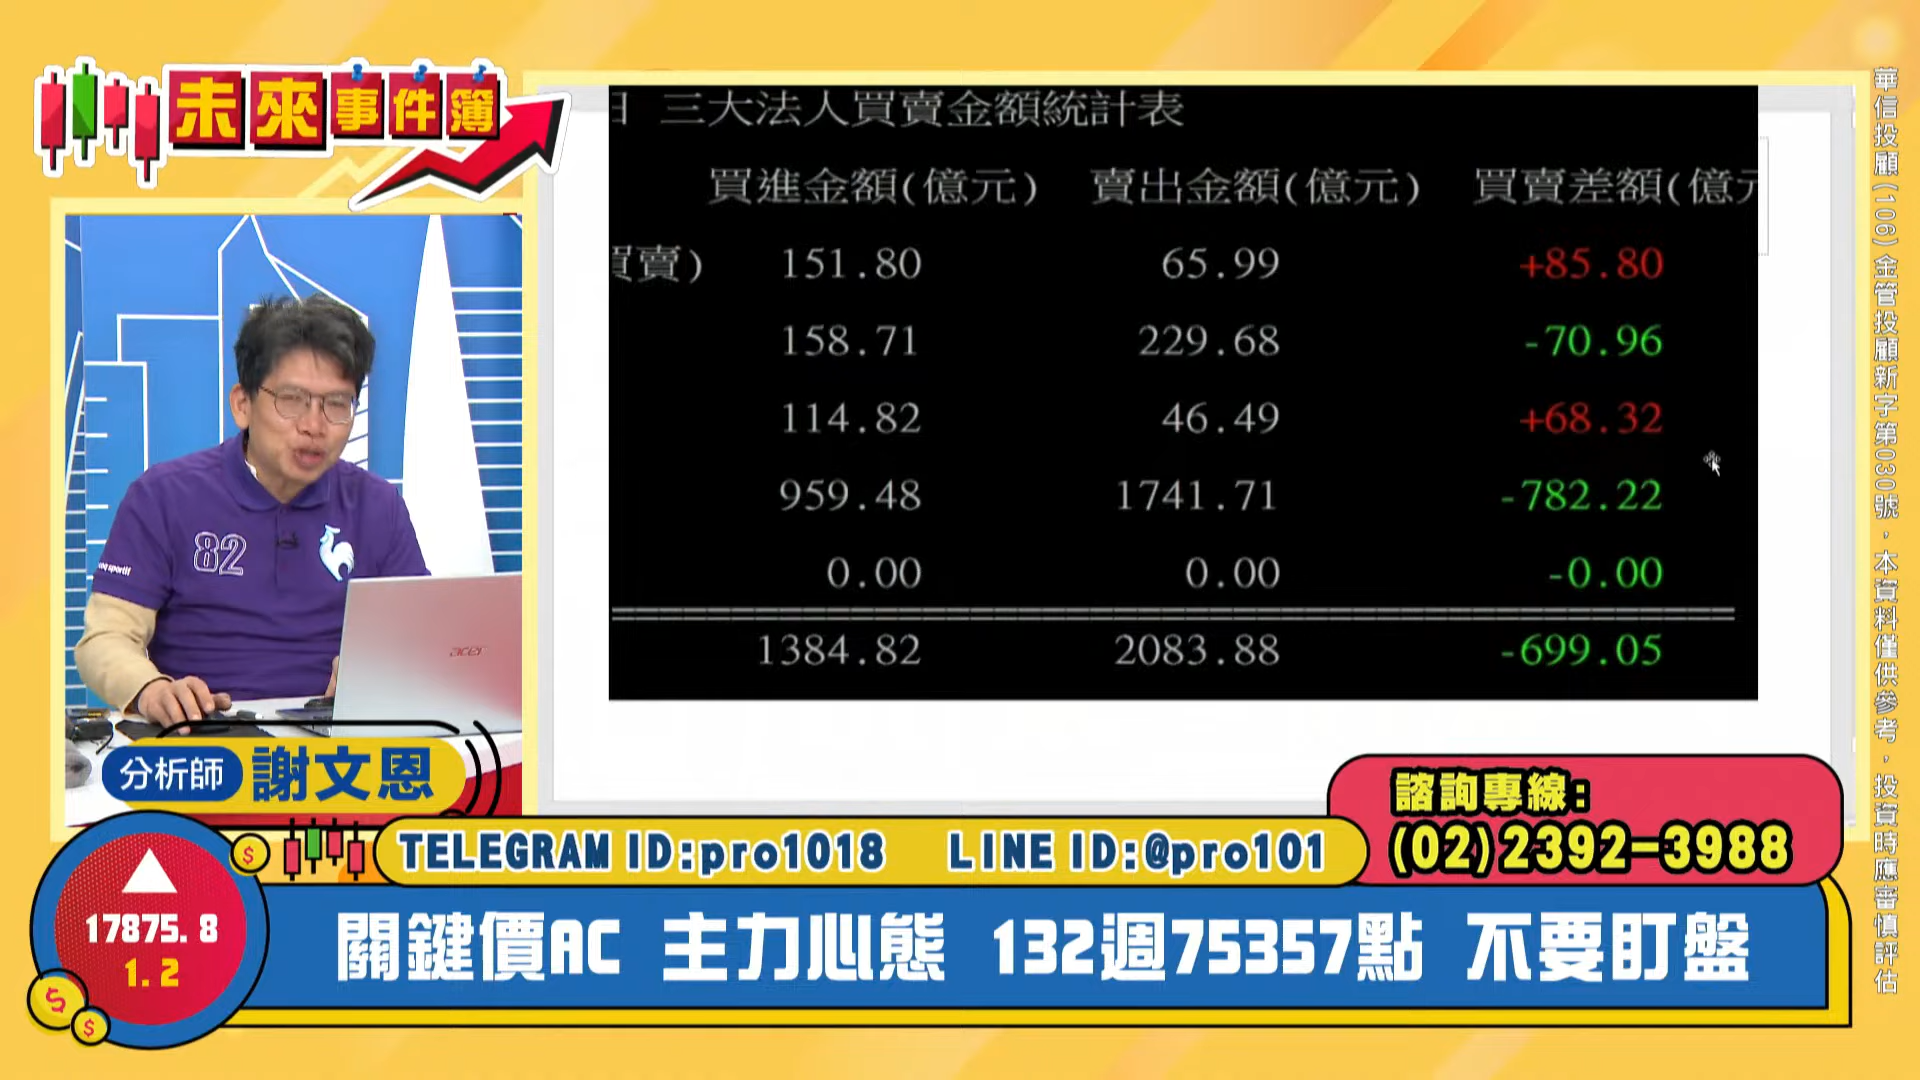 未來事件簿
日 三大法人買賣金額統計表
買進金額(億元) 賣出金額(億元) 買賣差額(億元
買賣) 151.80 65.99 +85.80
158.71 229.68 -70.96
114.82 46.49 +68.32
959.48 1741.71 -782.22
0.00 0.00 -0.00
1384.82 2083.88 -699.05
82
coq sportif
acer
分析師 謝文恩
TELEGRAM ID:pro1018 LINE ID:@pro101
諮詢專線:
(02)2392-3988
17875.8
1.2
關鍵價AC 主力心態 132週75357點 不要盯盤
華信投顧(106)金管投顧新字第030號，本資料僅供參考，投資時應審慎評估